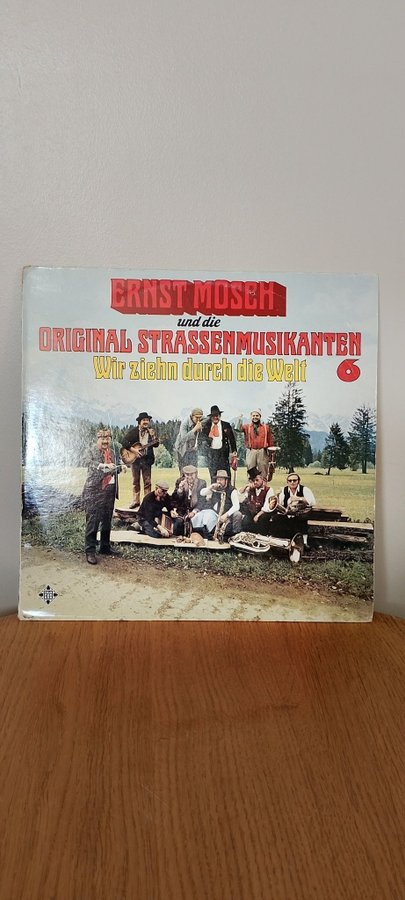 ERNST MOSCH
und die
ORIGINAL STRASSENMUSIKANTEN
Wir ziehn durch die Welt 6